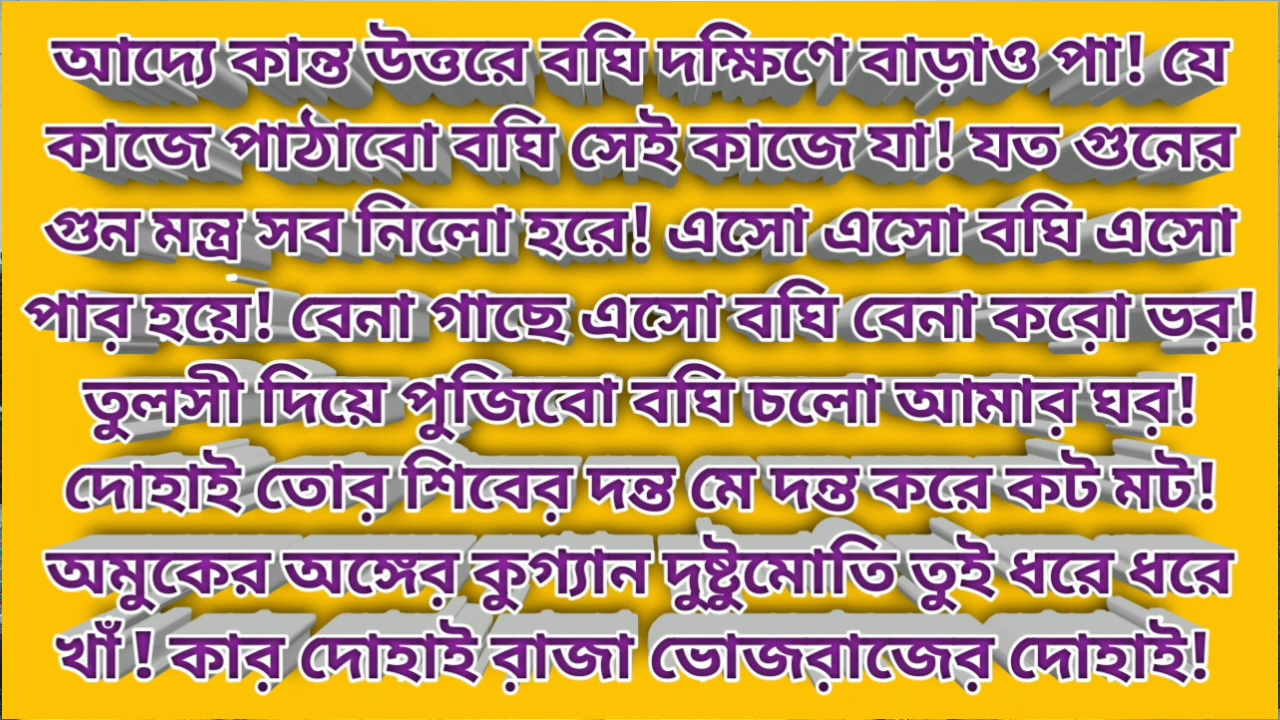 আদ্যে কান্ত উত্তরে বঘি দক্ষিণে বাড়াও পা! যে
কাজে পাঠাবো বঘি সেই কাজে যা! যত গুনের
গুন মন্ত্র সব নিলো হরে! এসো এসো বঘি এসো
পার হয়ে! বেনা গাছে এসো বঘি বেনা করো ভর!
তুলসী দিয়ে পুজিবো বঘি চলো আমার ঘর!
দোহাই তোর শিবের দন্ত মে দন্ত করে কট মট!
অমুকের অঙ্গের কুগ্যান দুষ্টুমোতি তুই ধরে ধরে
খাঁ! কার দোহাই রাজা ভোজরাজের দোহাই!